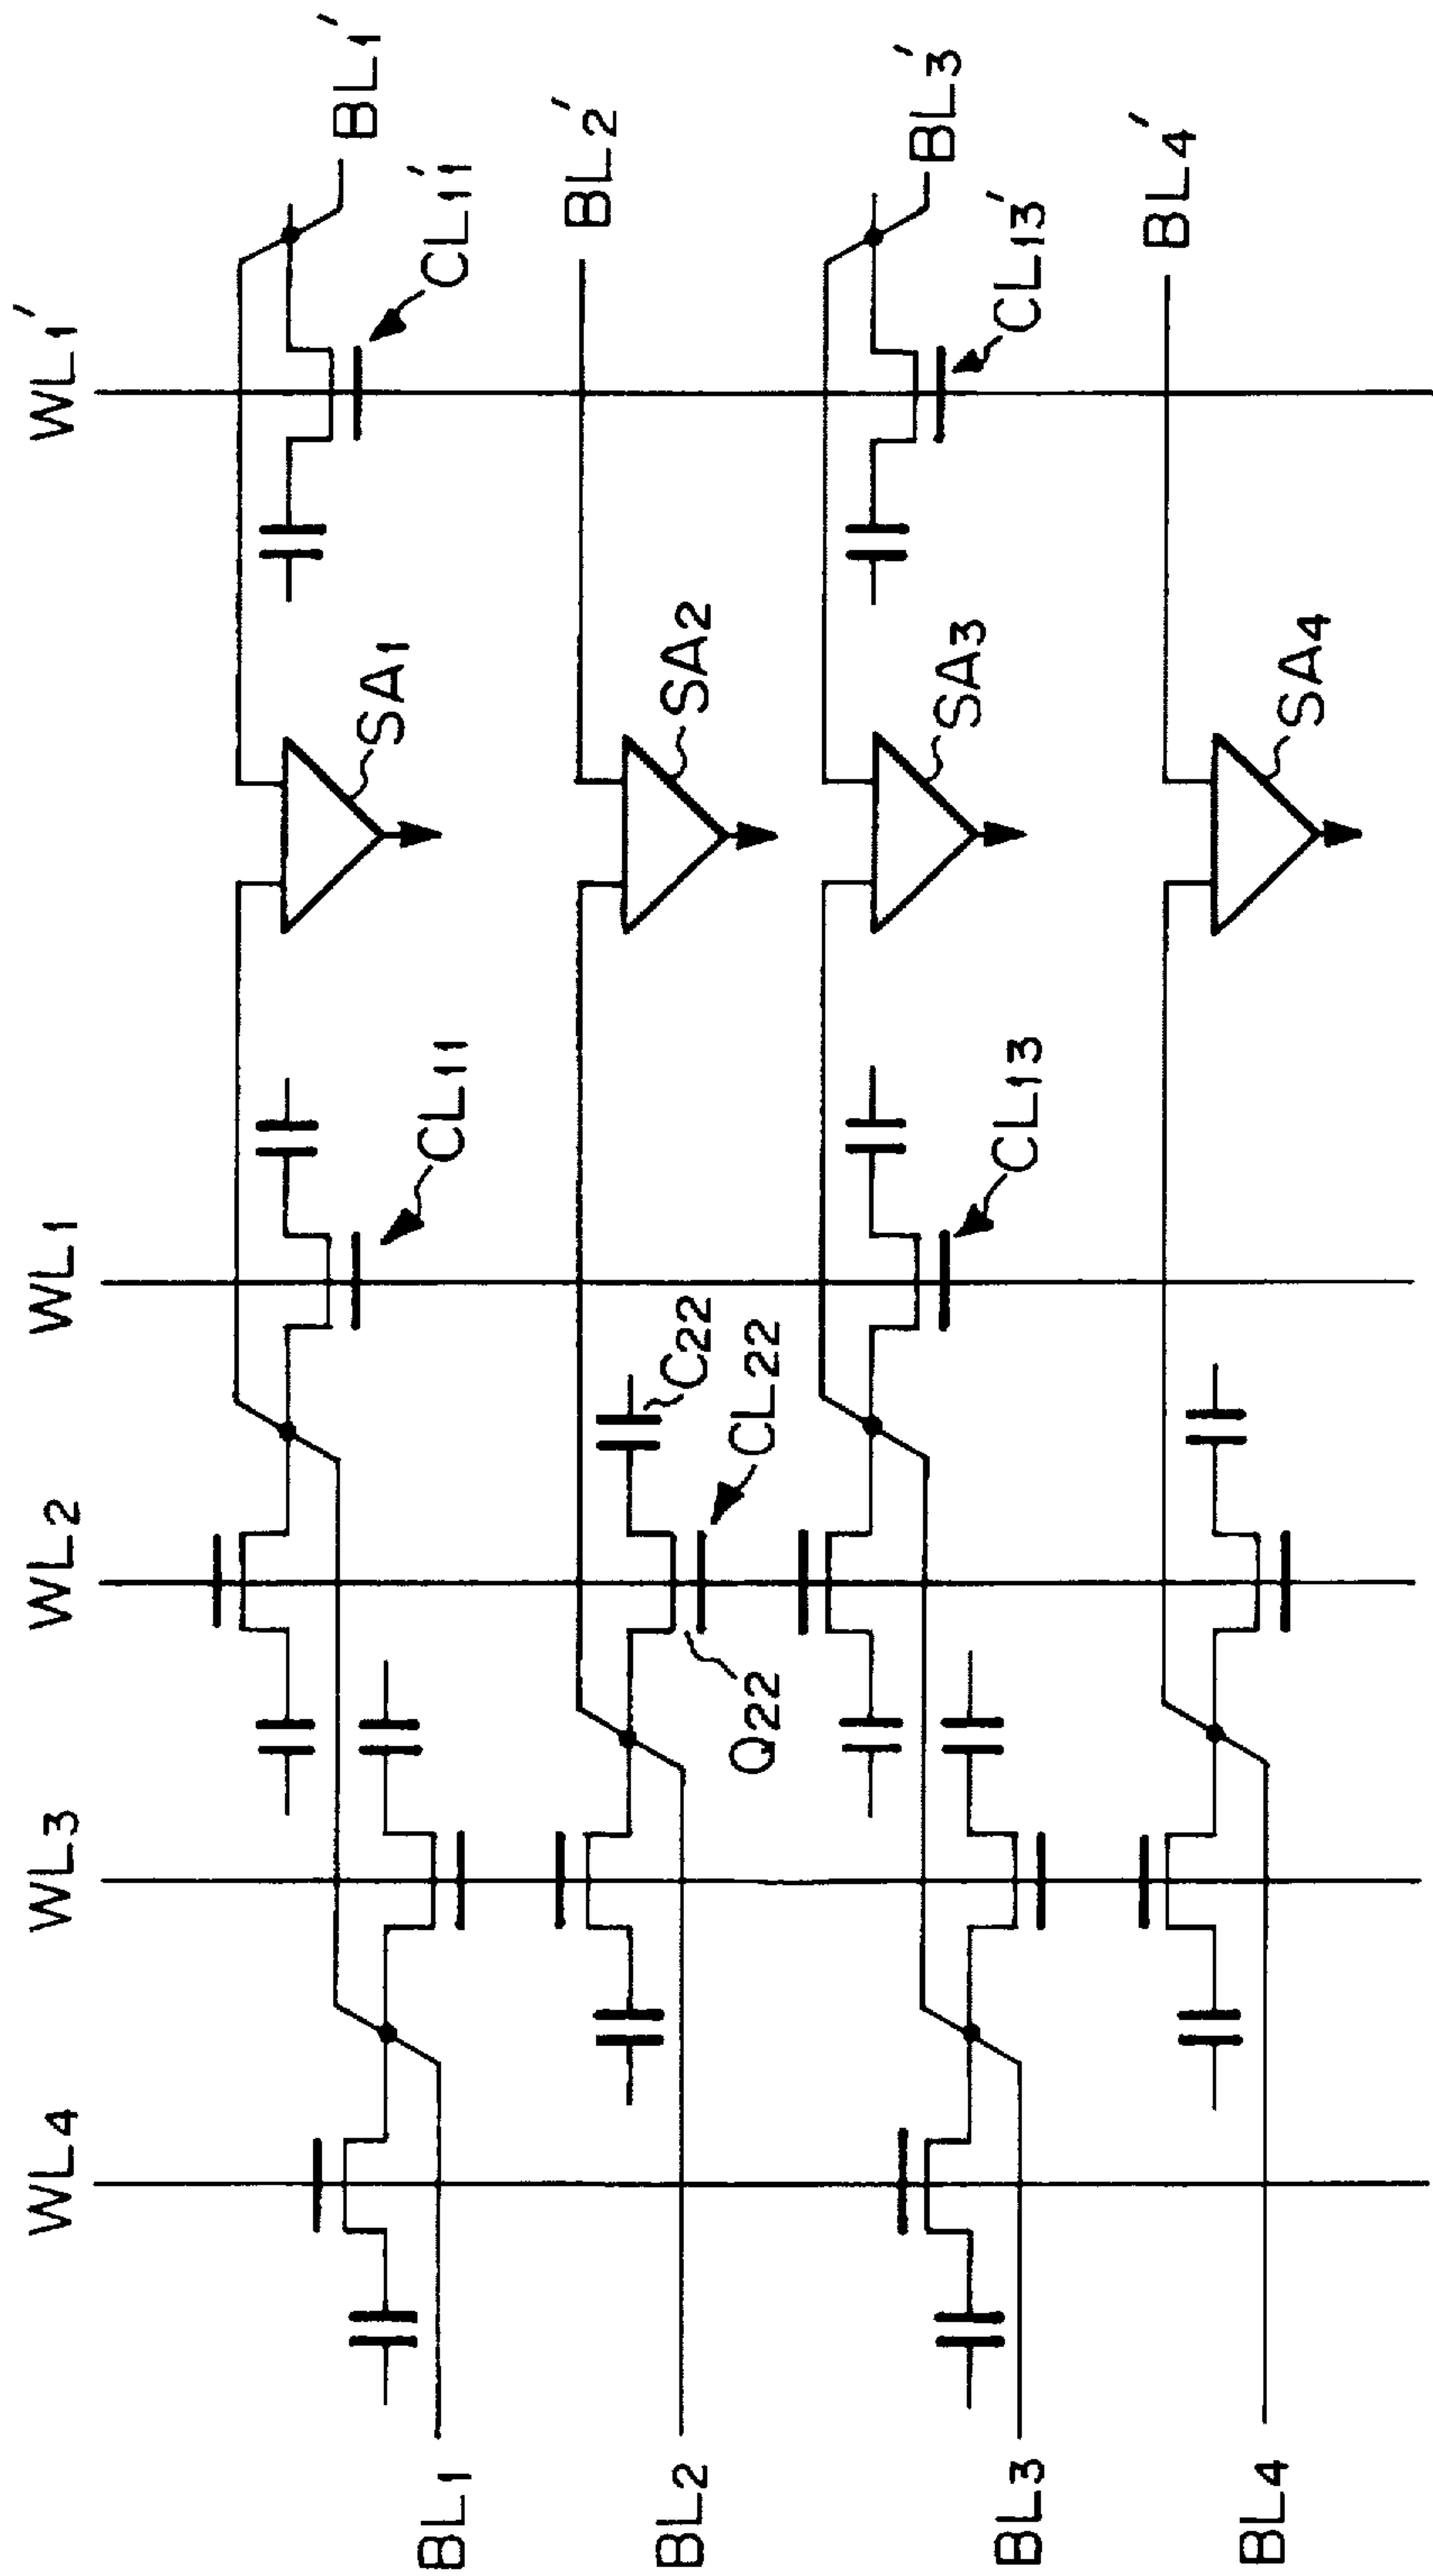 WL4
WL3
WL2
WL1
WL1'
BL1'
CL11'
BL2'
BL3'
CL13'
BL4'
SA1
SA2
SA3
SA4
CL11
CL13
C22
CL22
Q22
BL1
BL2
BL3
BL4